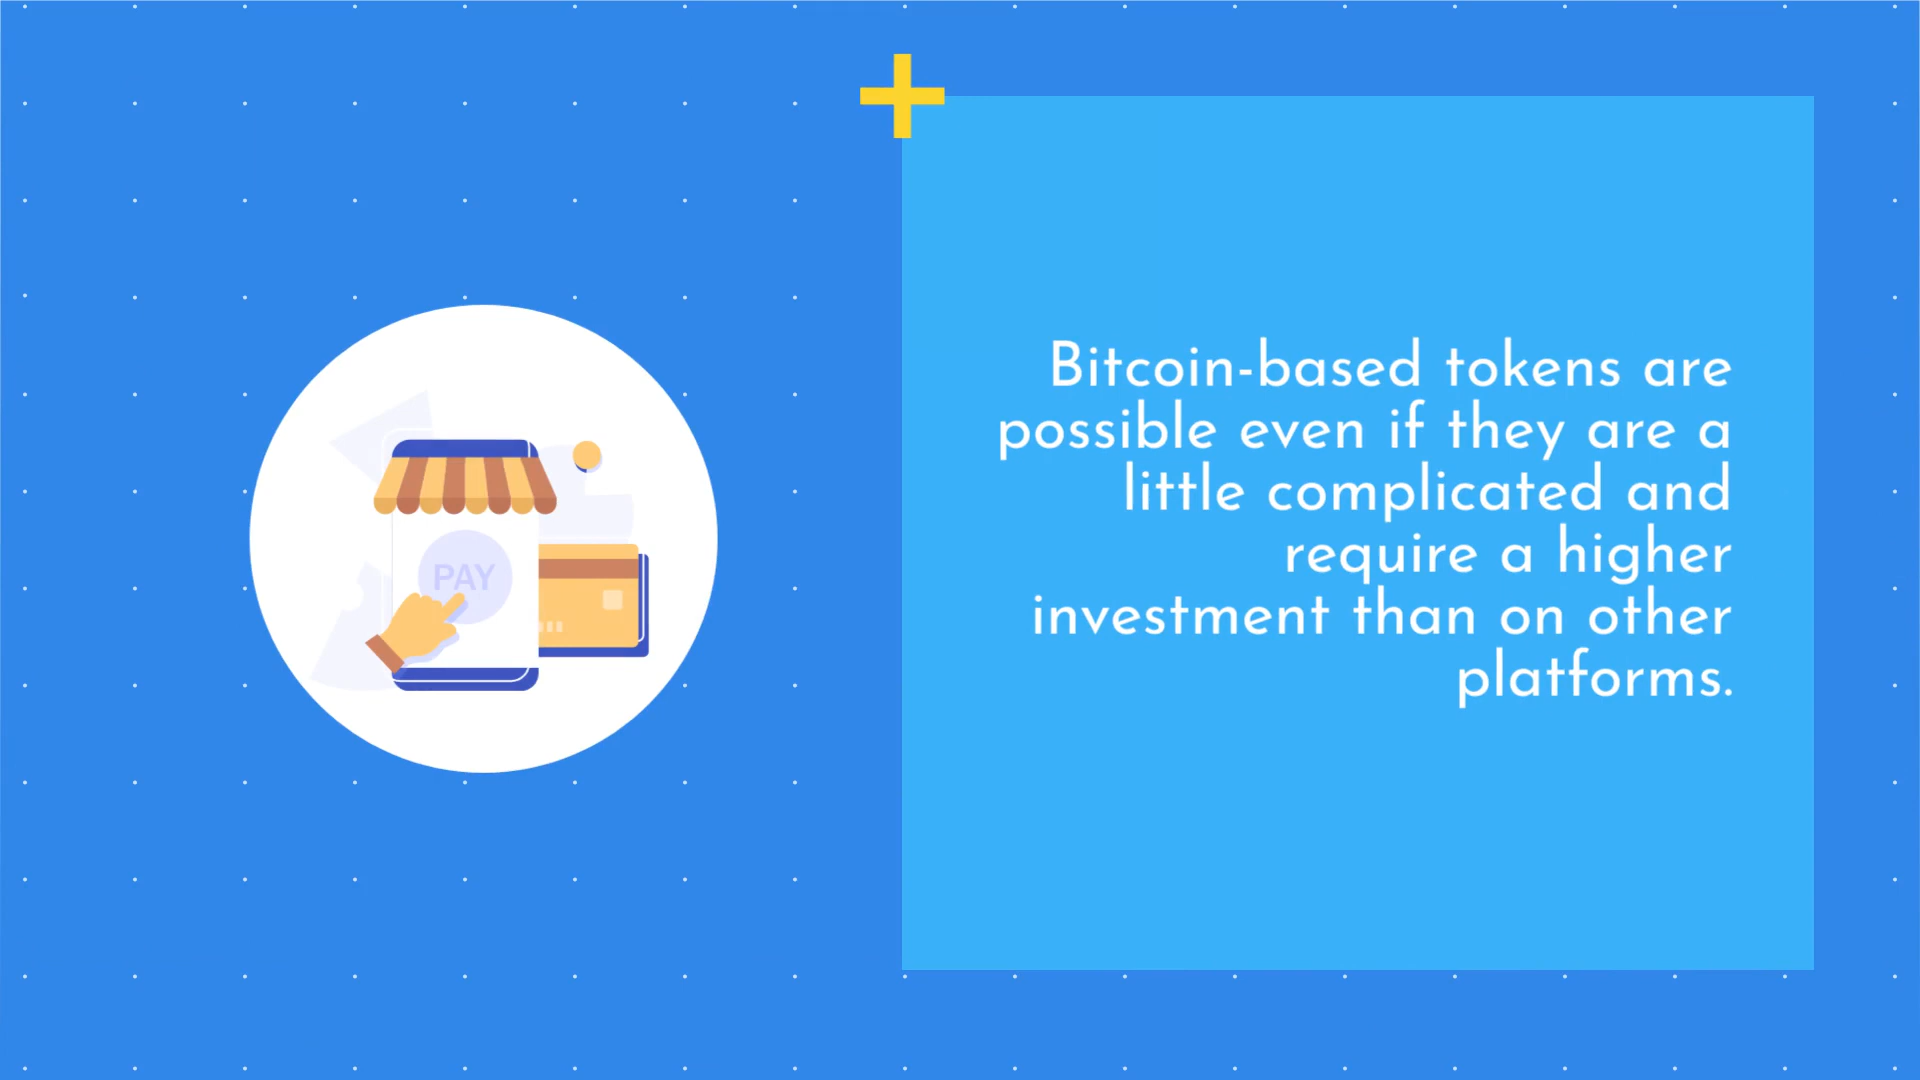 PAY
Bitcoin-based tokens are
possible even if they are a
little complicated and
require a higher
investment than on other
platforms.